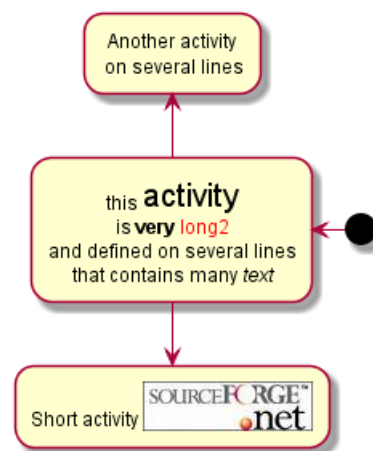 Another activity
on several lines
this activity
is very long2
and defined on several lines
that contains many text
Short activity SOURCEFORGE™
.net